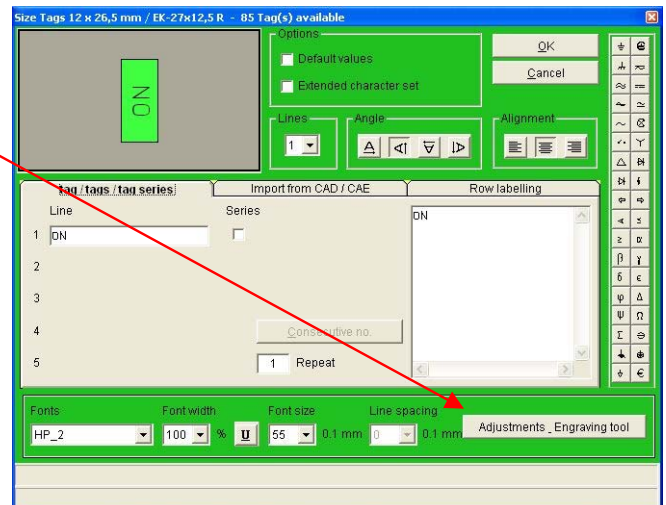 Size Tags 12 x 26,5 mm / EK-27x12,5 R - 85 Tag(s) available
NO
Options
Default values
Extended character set
OK
Cancel
Lines
1
Angle
A A A A
Alignment
tag / tags / tag series
Import from CAD / CAE
Row labelling
Line
Series
1 ON
2
3
4
5
Consecutive no.
1 Repeat
ON
β γ
δ ε
φ Δ
Ψ Ω
Σ
€
Fonts
Font width
Font size
Line spacing
HP_2
100 %
U
55 0.1 mm
0 0.1 mm
Adjustments _ Engraving tool